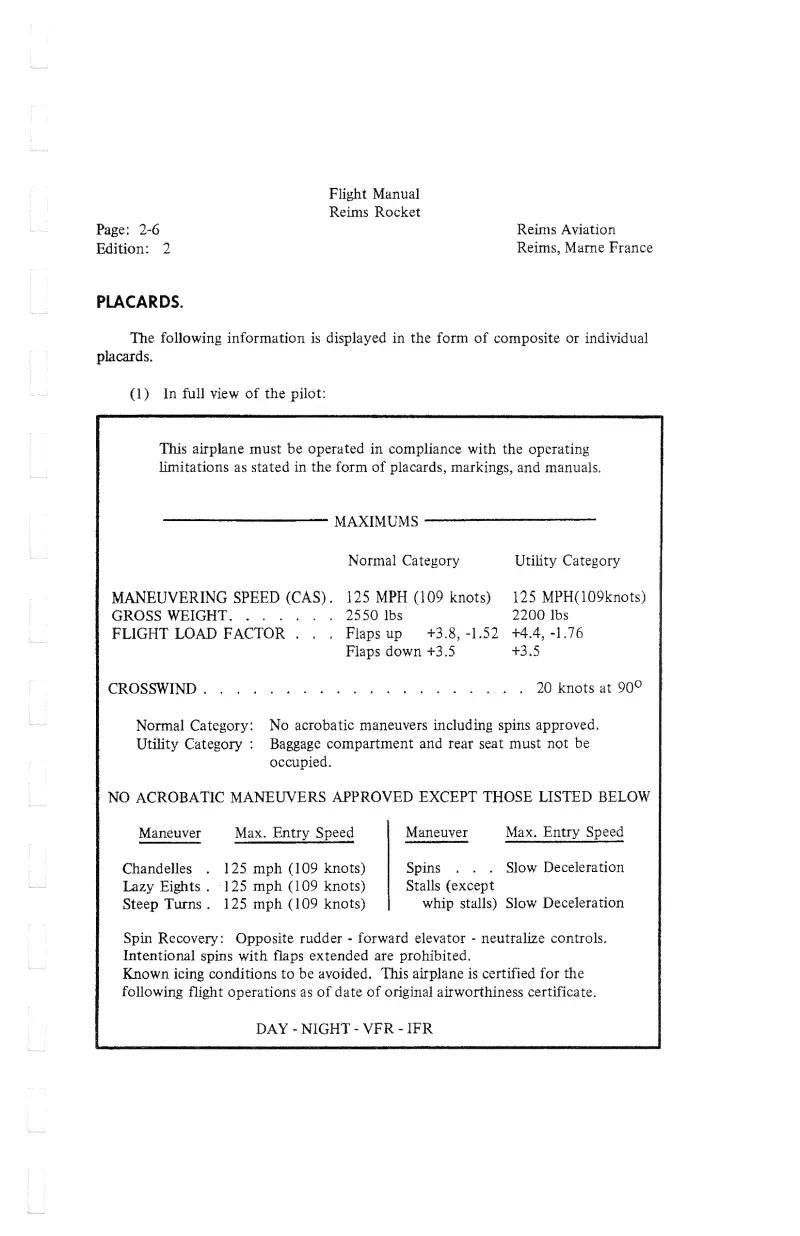 Flight Manual
Reims Rocket
Page: 2-6
Reims Aviation
Edition: 2
Reims, Marne France
PLACARDS.
The following information is displayed in the form of composite or individual
placards.
(1) In full view of the pilot:
This airplane must be operated in compliance with the operating
limitations as stated in the form of placards, markings, and manuals.
MAXIMUMS
Normal Category Utility Category
MANEUVERING SPEED (CAS). 125 MPH (109 knots) 125 MPH(109knots)
GROSS WEIGHT. . . . . . . 2550 lbs 2200 lbs
FLIGHT LOAD FACTOR . . . Flaps up +3.8, -1.52 +4.4, -1.76
Flaps down +3.5 +3.5
CROSSWIND . . . . . . . . . . . . . . . . . . . . 20 knots at 90º
Normal Category: No acrobatic maneuvers including spins approved.
Utility Category : Baggage compartment and rear seat must not be
occupied.
NO ACROBATIC MANEUVERS APPROVED EXCEPT THOSE LISTED BELOW
Maneuver Max. Entry Speed Maneuver Max. Entry Speed
Chandelles . 125 mph (109 knots) Spins . . . Slow Deceleration
Lazy Eights . 125 mph (109 knots) Stalls (except
Steep Turns . 125 mph (109 knots) whip stalls) Slow Deceleration
Spin Recovery: Opposite rudder - forward elevator - neutralize controls.
Intentional spins with flaps extended are prohibited.
Known icing conditions to be avoided. This airplane is certified for the
following flight operations as of date of original airworthiness certificate.
DAY - NIGHT - VFR - IFR